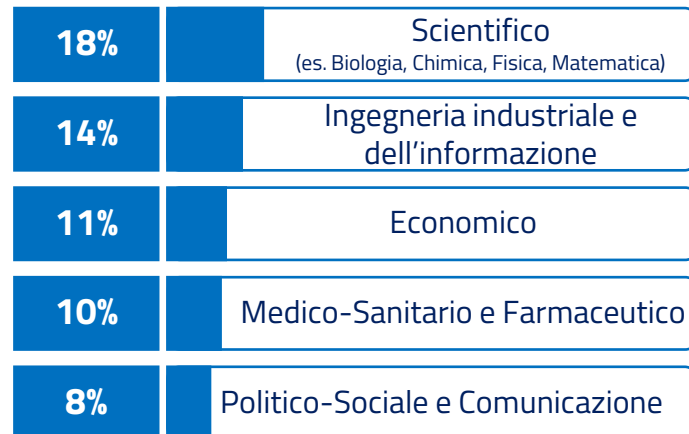 18%
Scientifico
(es. Biologia, Chimica, Fisica, Matematica)
14%
Ingegneria industriale e
dell’informazione
11%
Economico
10%
Medico-Sanitario e Farmaceutico
8%
Politico-Sociale e Comunicazione